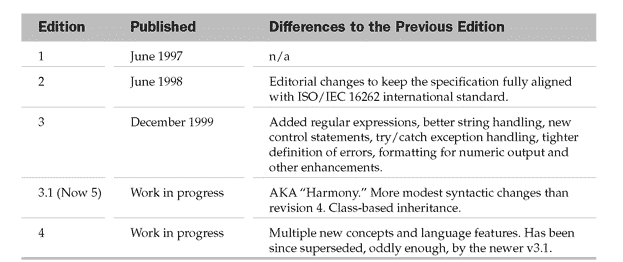 Edition Published Differences to the Previous Edition
1 June 1997 n/a
2 June 1998 Editorial changes to keep the specification fully aligned
with ISO/IEC 16262 international standard.
3 December 1999 Added regular expressions, better string handling, new
control statements, try/catch exception handling, tighter
definition of errors, formatting for numeric output and
other enhancements.
3.1 (Now 5) Work in progress AKA “Harmony.” More modest syntactic changes than
revision 4. Class-based inheritance.
4 Work in progress Multiple new concepts and language features. Has been
since superseded, oddly enough, by the newer v3.1.